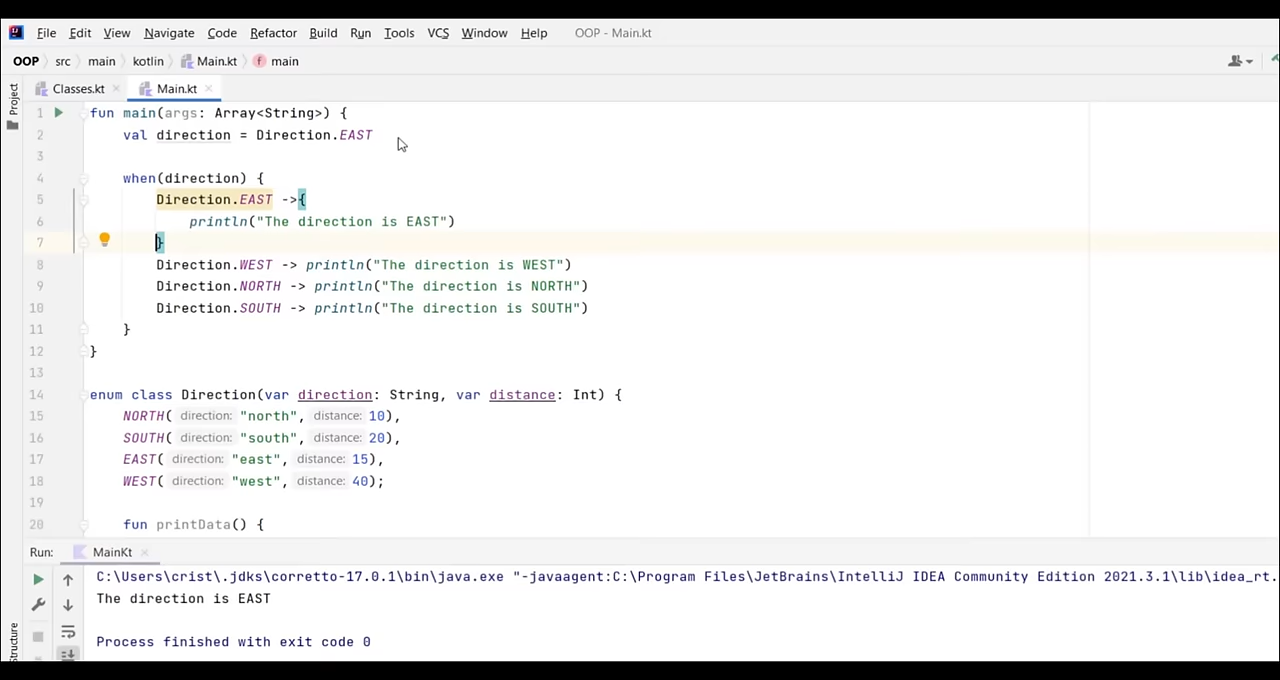 File Edit View Navigate Code Refactor Build Run Tools VCS Window Help OOP - Main.kt
OOP src main kotlin Main.kt main
Project
Classes.kt Main.kt
1 fun main(args: Array<String>) {
2 val direction = Direction.EAST
3
4 when(direction) {
5 Direction.EAST ->{
6 println("The direction is EAST")
7 }
8 Direction.WEST -> println("The direction is WEST")
9 Direction.NORTH -> println("The direction is NORTH")
10 Direction.SOUTH -> println("The direction is SOUTH")
11 }
12 }
13
14 enum class Direction(var direction: String, var distance: Int) {
15 NORTH( direction: "north", distance: 10),
16 SOUTH( direction: "south", distance: 20),
17 EAST( direction: "east", distance: 15),
18 WEST( direction: "west", distance: 40);
19
20 fun printData() {
Run: MainKt
C:\Users\crist\.jdks\corretto-17.0.1\bin\java.exe "-javaagent:C:\Program Files\JetBrains\IntelliJ IDEA Community Edition 2021.3.1\lib\idea_rt.
The direction is EAST
Process finished with exit code 0
Structure